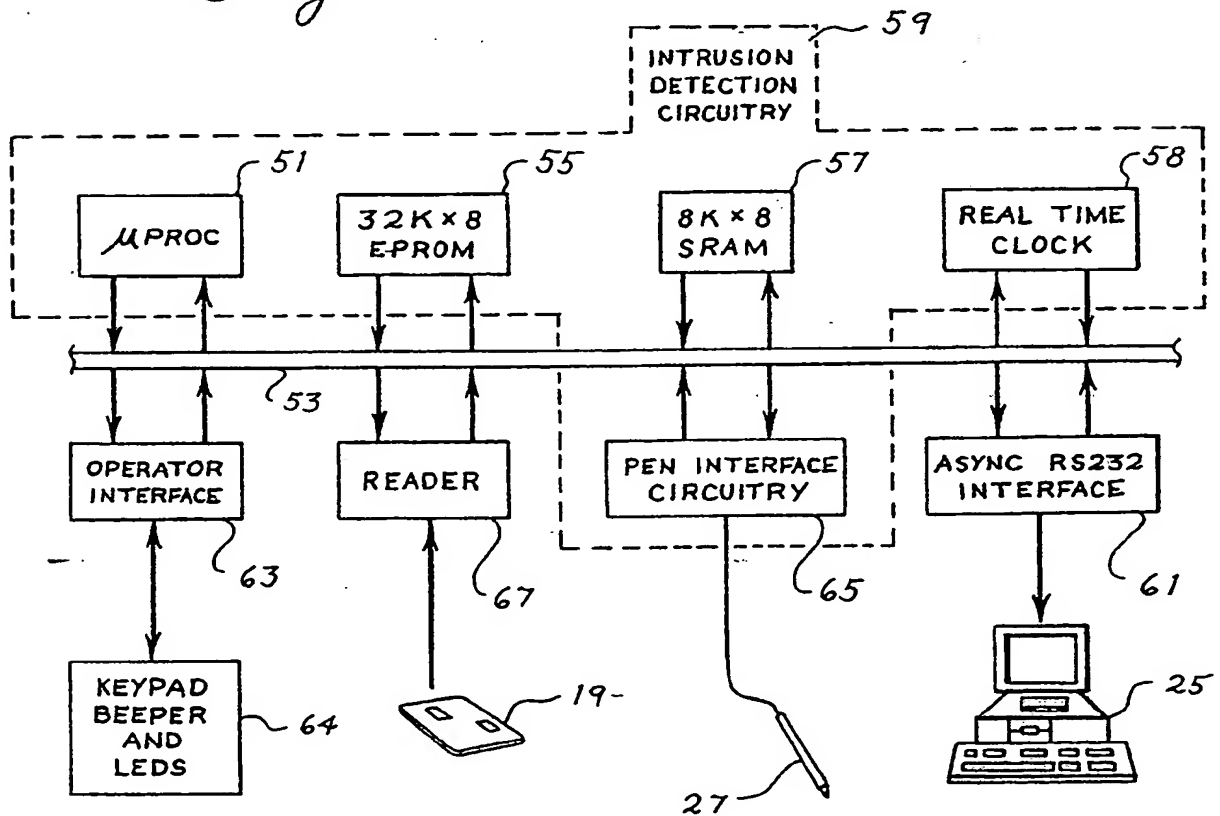 59
INTRUSION
DETECTION
CIRCUITRY
51
55
57
58
μPROC
32K × 8
E-PROM
8K × 8
SRAM
REAL TIME
CLOCK
53
OPERATOR
INTERFACE
READER
PEN INTERFACE
CIRCUITRY
ASYNC RS232
INTERFACE
63
67
65
61
KEYPAD
BEEPER
AND
LEDS
64
19
27
25